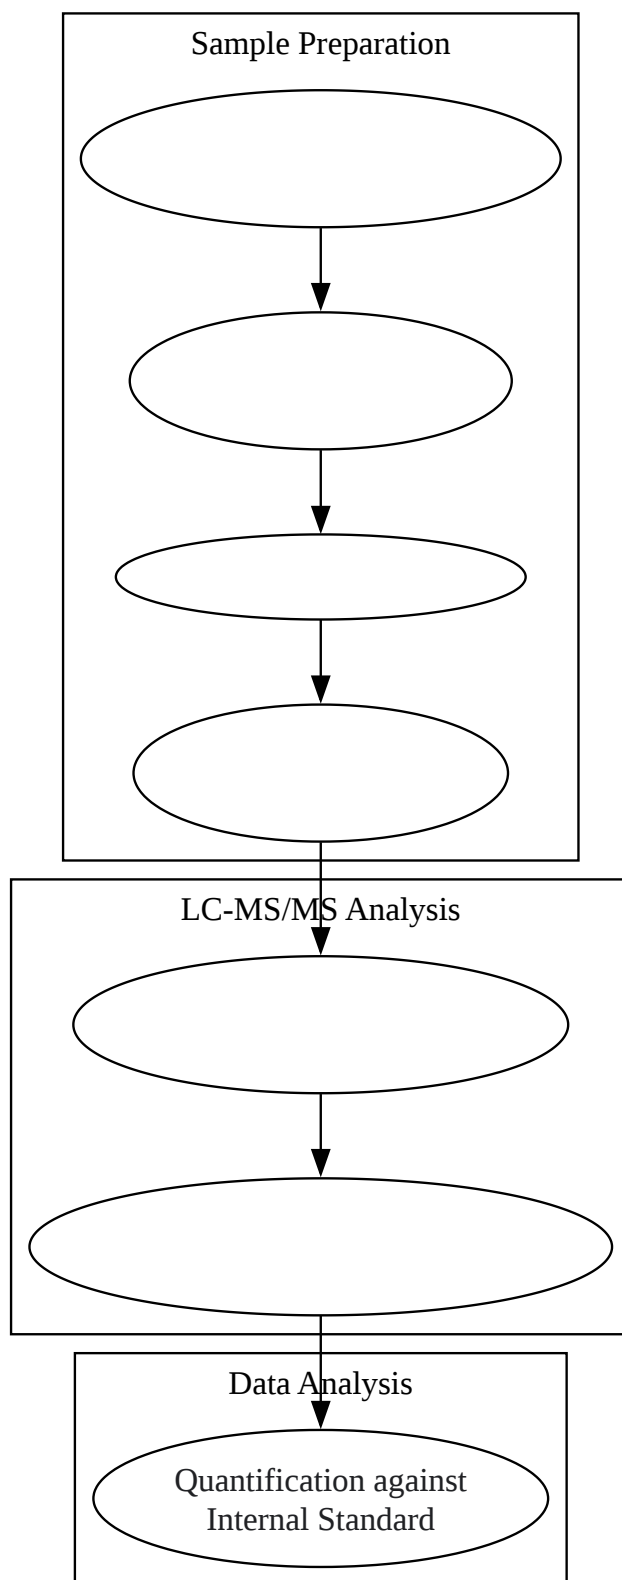 Sample Preparation
LC-MS/MS Analysis
Data Analysis
Quantification against
Internal Standard